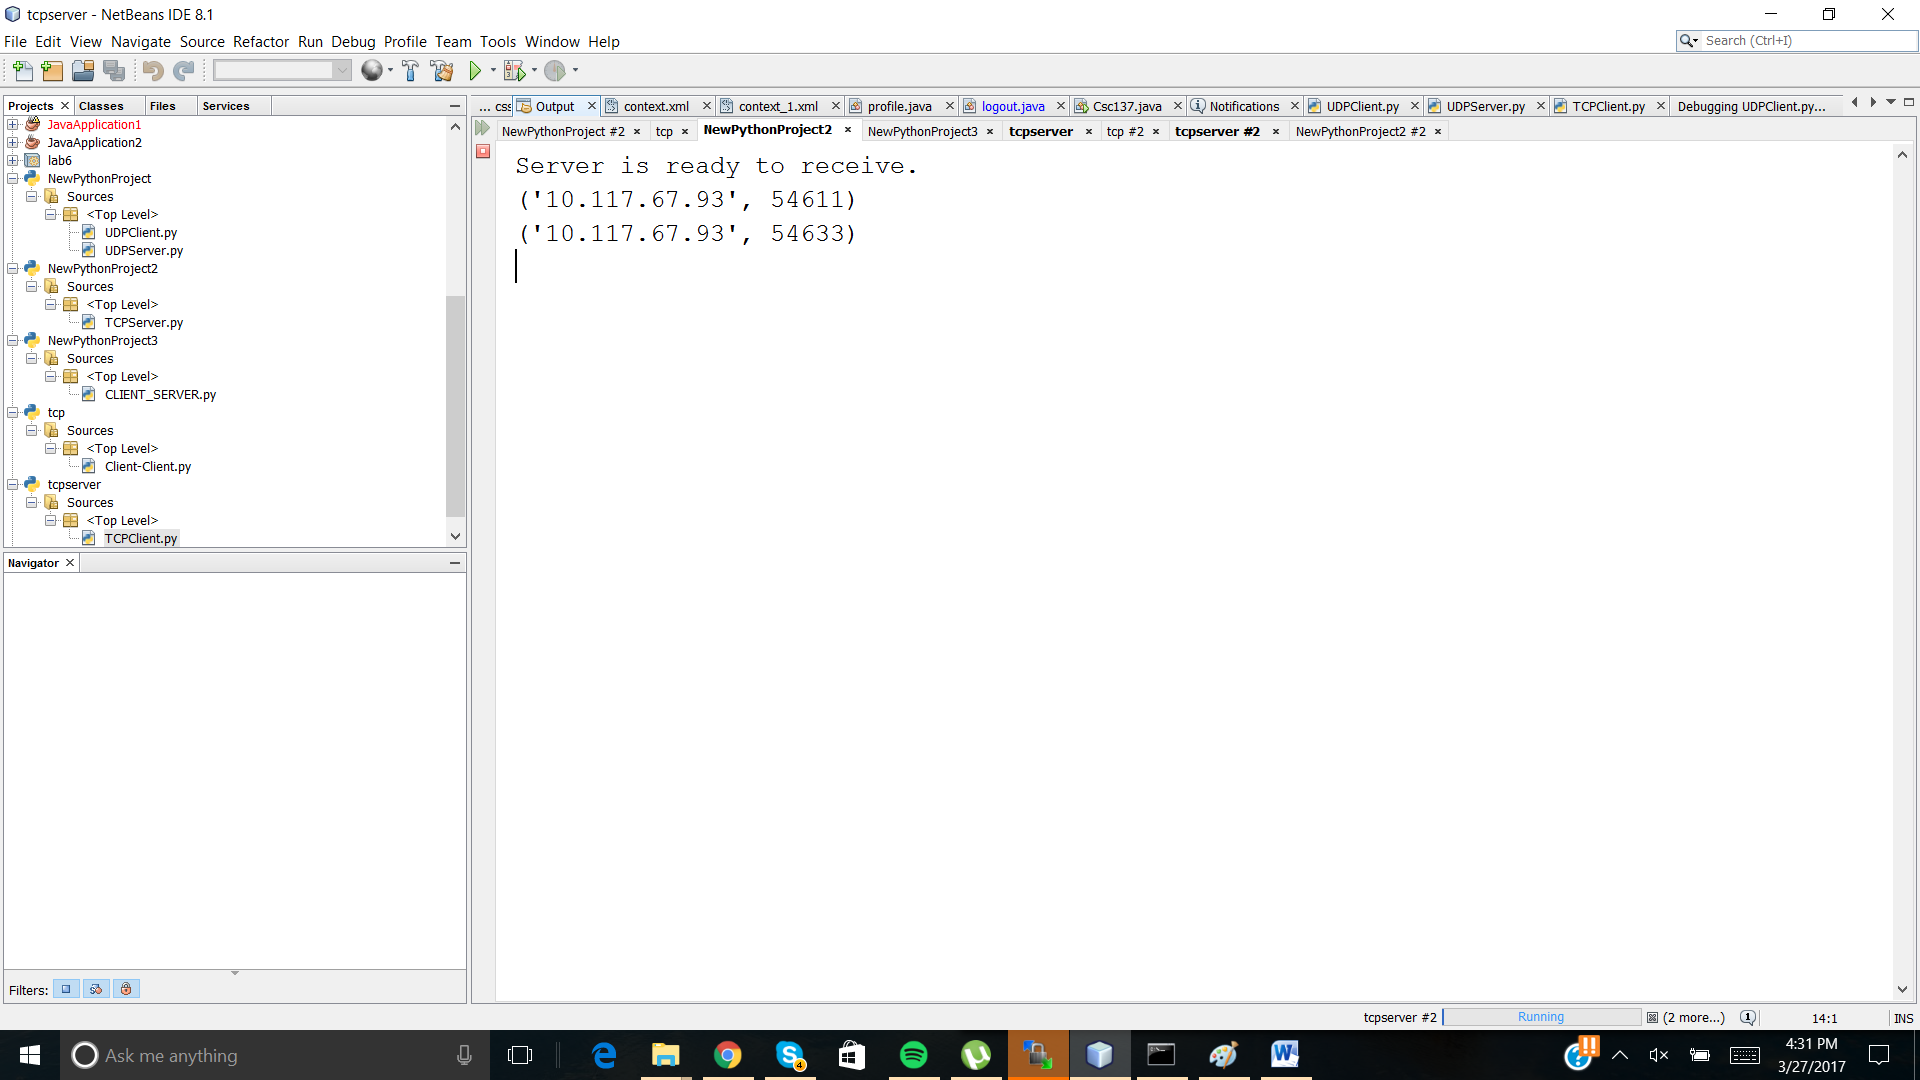 tcpserver - NetBeans IDE 8.1
File Edit View Navigate Source Refactor Run Debug Profile Team Tools Window Help
Search (Ctrl+I)
Projects Classes Files Services
... css Output context.xml context_1.xml profile.java logout.java Csc137.java Notifications UDPClient.py UDPServer.py TCPClient.py Debugging UDPClient.py...
NewPythonProject #2 tcp NewPythonProject2 NewPythonProject3 tcpserver tcp #2 tcpserver #2 NewPythonProject2 #2
JavaApplication1
JavaApplication2
lab6
NewPythonProject
Sources
<Top Level>
UDPClient.py
UDPServer.py
NewPythonProject2
Sources
<Top Level>
TCPServer.py
NewPythonProject3
Sources
<Top Level>
CLIENT_SERVER.py
tcp
Sources
<Top Level>
Client-Client.py
tcpserver
Sources
<Top Level>
TCPClient.py
Server is ready to receive.
('10.117.67.93', 54611)
('10.117.67.93', 54633)
Navigator
Filters:
tcpserver #2 Running (2 more...) 14:1 INS
Ask me anything
4
4:31 PM
3/27/2017